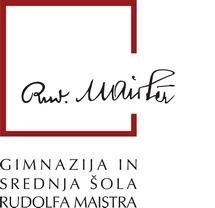 Rud. Maister
GIMNAZIJA IN
SREDNJA ŠOLA
RUDOLFA MAISTRA